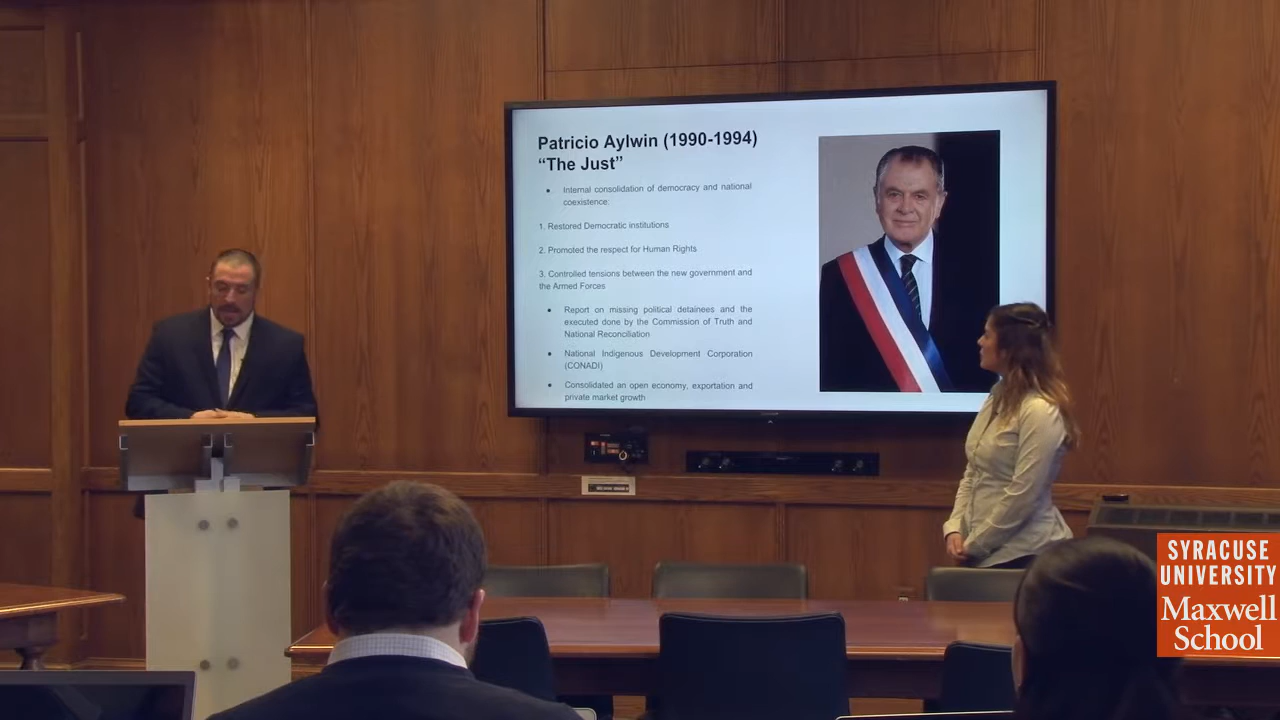 Patricio Aylwin (1990-1994)
“The Just”
• Internal consolidation of democracy and national
coexistence:
1. Restored Democratic institutions
2. Promoted the respect for Human Rights
3. Controlled tensions between the new government and
the Armed Forces
• Report on missing political detainees and the
executed done by the Commission of Truth and
National Reconciliation
• National Indigenous Development Corporation
(CONADI)
• Consolidated an open economy, exportation and
private market growth
SYRACUSE
UNIVERSITY
Maxwell
School